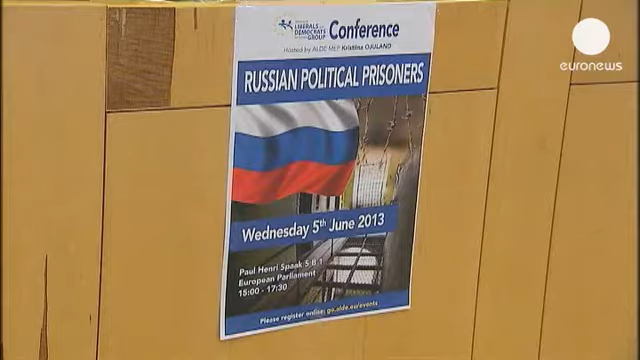 LIBERALS
DEMOCRATS
GROUP
Conference
Hosted by ALDE MEP Kristiina OJULAND
RUSSIAN POLITICAL PRISONERS
Wednesday 5th June 2013
Paul Henri Spaak 5 B 1
European Parliament
15:00 - 17:30
Please register online: go.alde.eu/events
euronews